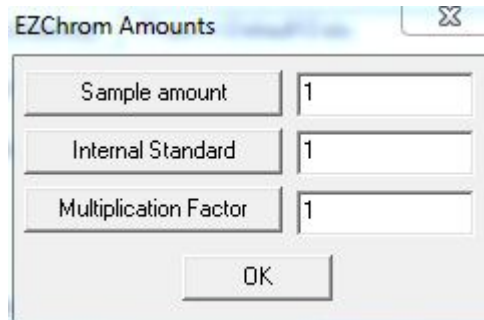 EZChrom Amounts
Sample amount 1
Internal Standard 1
Multiplication Factor 1
OK